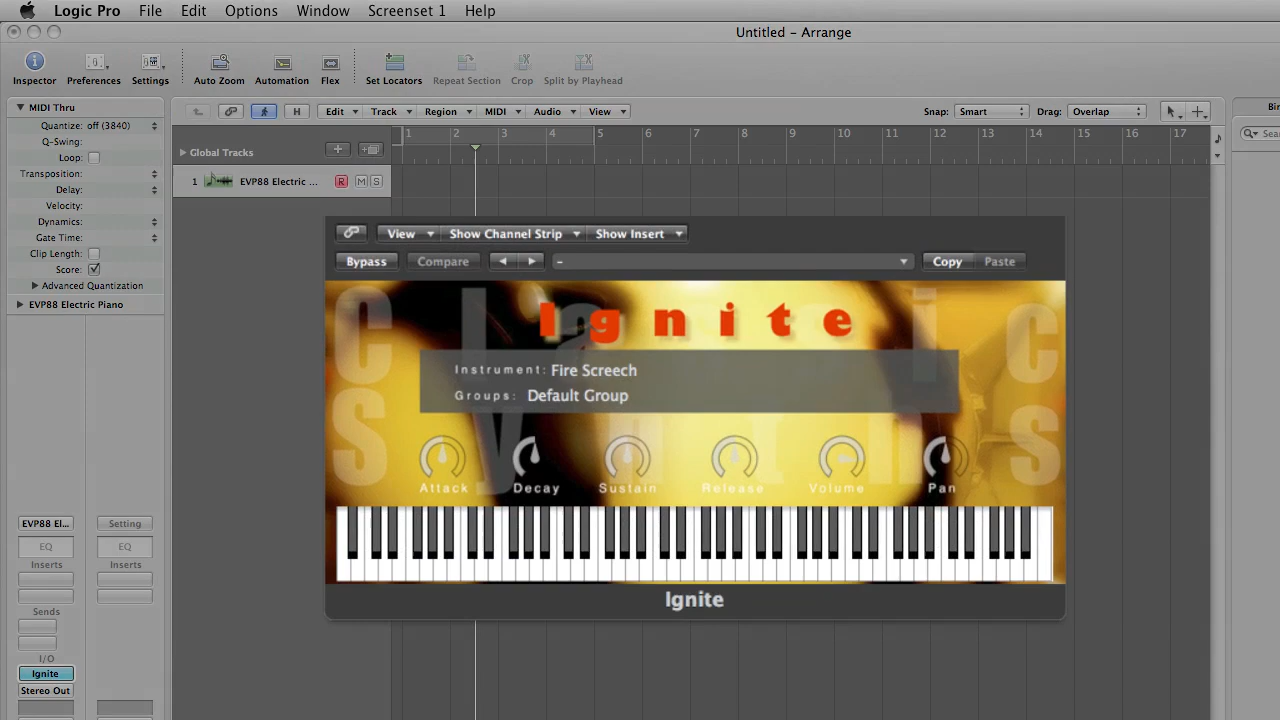 Logic Pro File Edit Options Window Screenset 1 Help
Untitled - Arrange
Inspector Preferences Settings Auto Zoom Automation Flex Set Locators Repeat Section Crop Split by Playhead
MIDI Thru
Edit Track Region MIDI Audio View Snap: Smart Drag: Overlap
H
Quantize: off (3840)
Q-Swing:
Loop:
Transposition:
Delay:
Velocity:
Dynamics:
Gate Time:
Clip Length:
Score:
Advanced Quantization
EVP88 Electric Piano
1 2 3 4 5 6 7 8 9 10 11 12 13 14 15 16 17
Global Tracks
1 EVP88 Electric ... R M S
View Show Channel Strip Show Insert
Bypass Compare - Copy Paste
Classic
Synths
Ignite
Instrument: Fire Screech
Groups: Default Group
Attack Decay Sustain Release Volume Pan
Ignite
EVP88 El... Setting
EQ EQ
Inserts Inserts
Sends
I/O
Ignite
Stereo Out